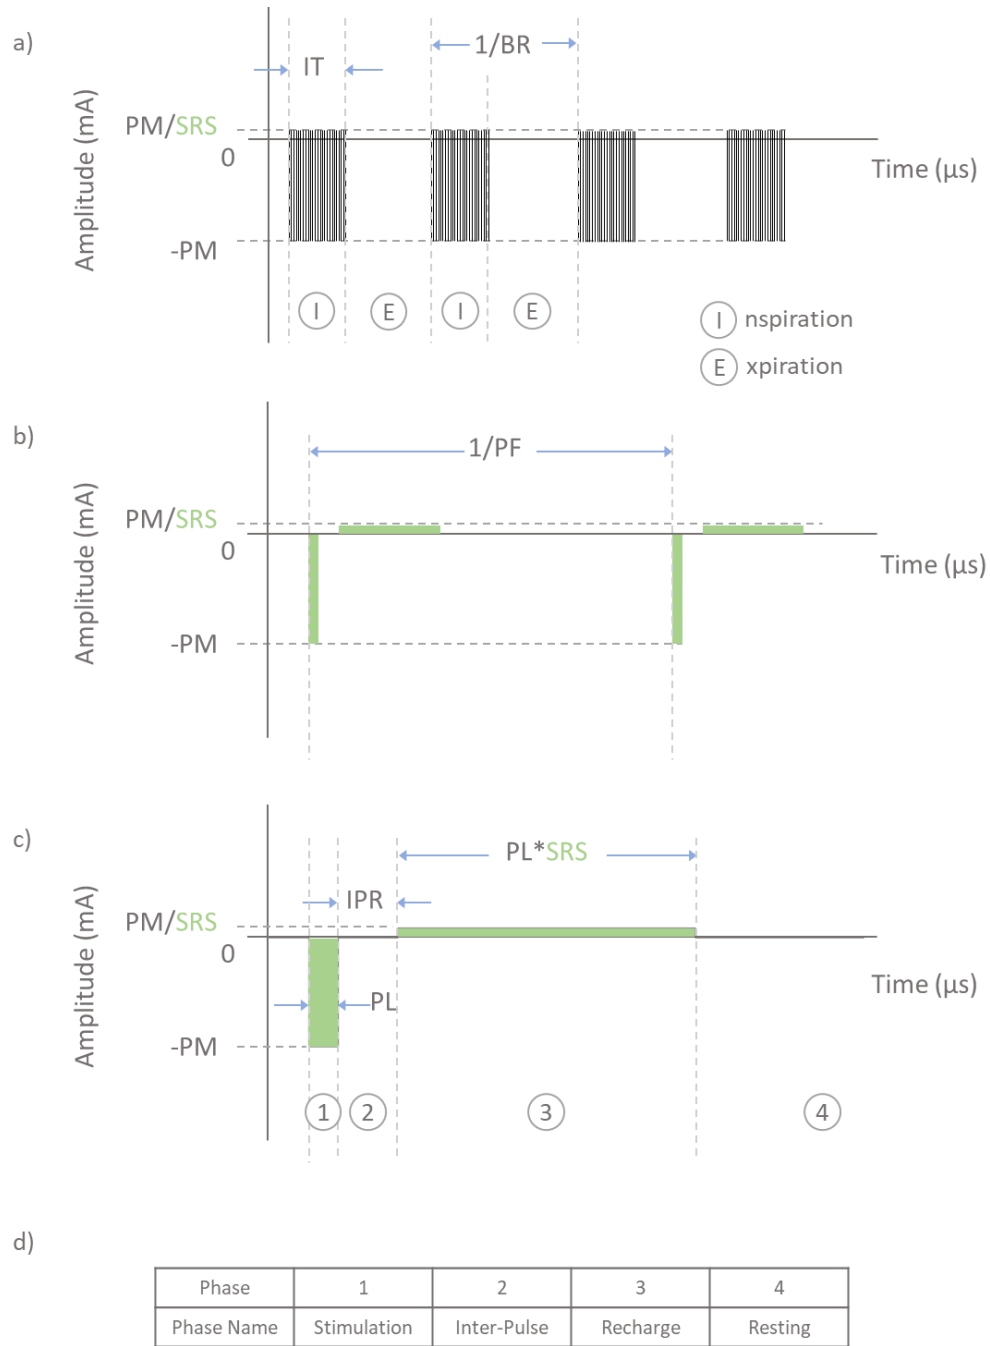 a)
1/BR
IT
Amplitude (mA)
PM/SRS
0
Time (µs)
-PM
I E I E
I nspiration
E xpiration
b)
1/PF
Amplitude (mA)
PM/SRS
0
Time (µs)
-PM
c)
PL*SRS
IPR
Amplitude (mA)
PM/SRS
0
Time (µs)
PL
-PM
1 2 3 4
d)
Phase 1 2 3 4
Phase Name Stimulation Inter-Pulse Recharge Resting